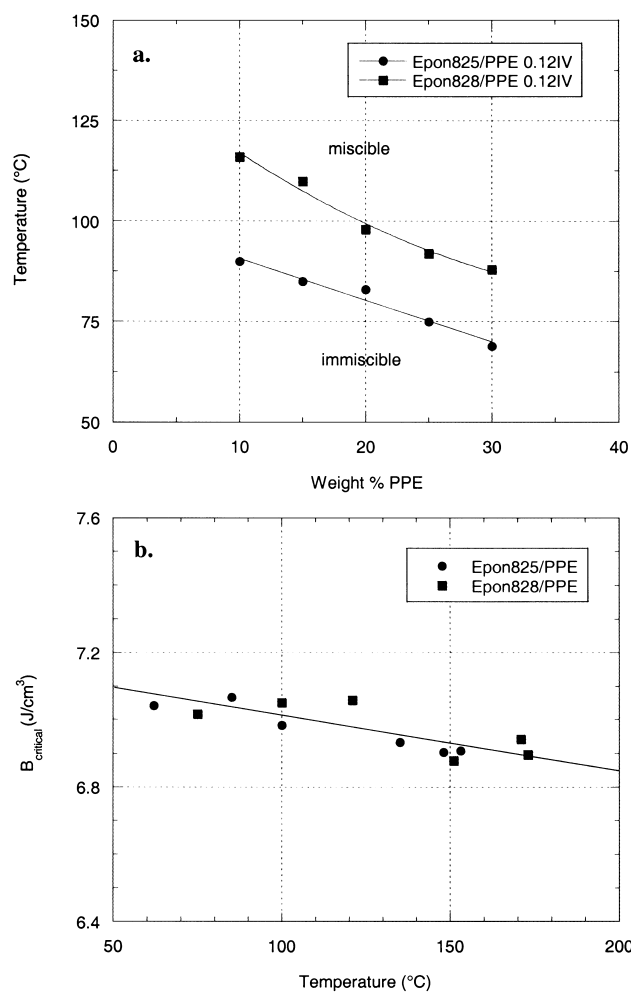 150
a.
Epon825/PPE 0.12IV
Epon828/PPE 0.12IV
125
miscible
Temperature (°C)
100
75
immiscible
50
0 10 20 30 40
Weight % PPE
7.6
b.
Epon825/PPE
Epon828/PPE
7.2
B critical (J/cm³)
6.8
6.4
50 100 150 200
Temperature (°C)